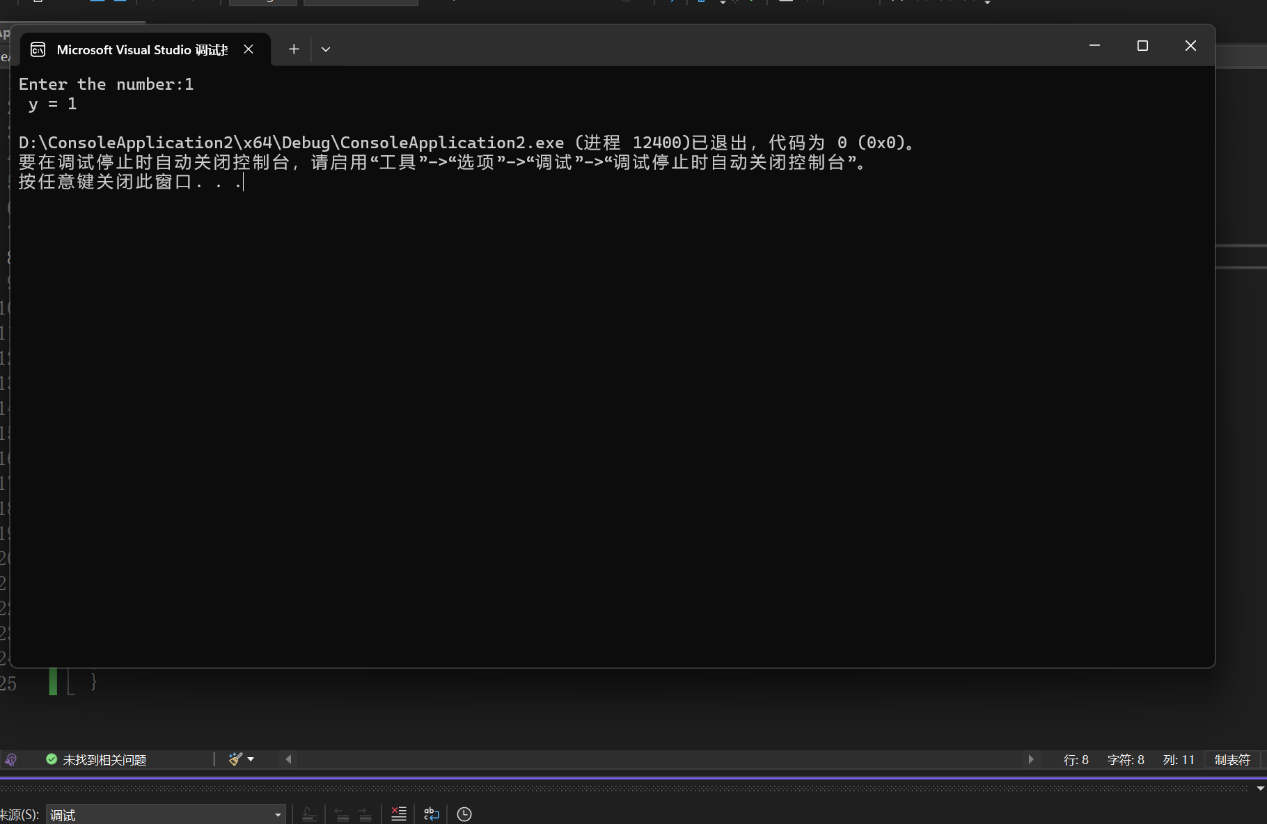 Microsoft Visual Studio 调试
Enter the number:1
y = 1
D:\ConsoleApplication2\x64\Debug\ConsoleApplication2.exe (进程 12400)已退出，代码为 0 (0x0)。
要在调试停止时自动关闭控制台，请启用“工具”->“选项”->“调试”->“调试停止时自动关闭控制台”。
按任意键关闭此窗口. . .
25 }
未找到相关问题
行: 8 字符: 8 列: 11 制表符
来源(S): 调试